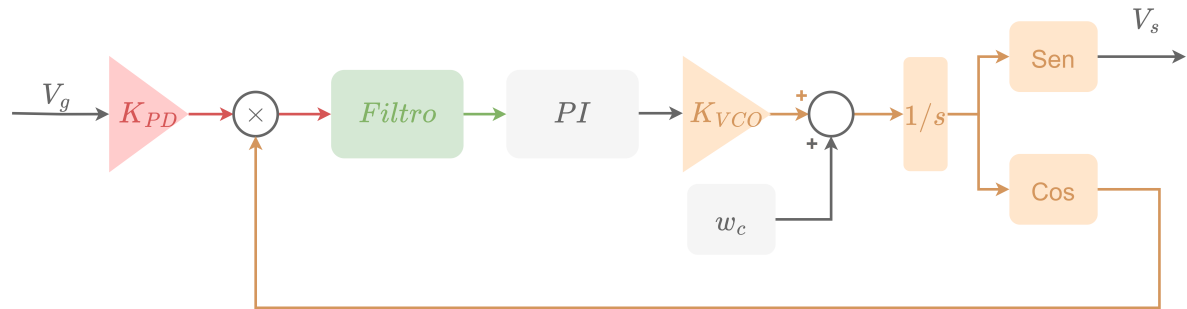 V_g
K_PD
×
Filtro
PI
K_VCO
+
+
w_c
1/s
Sen
Cos
V_s